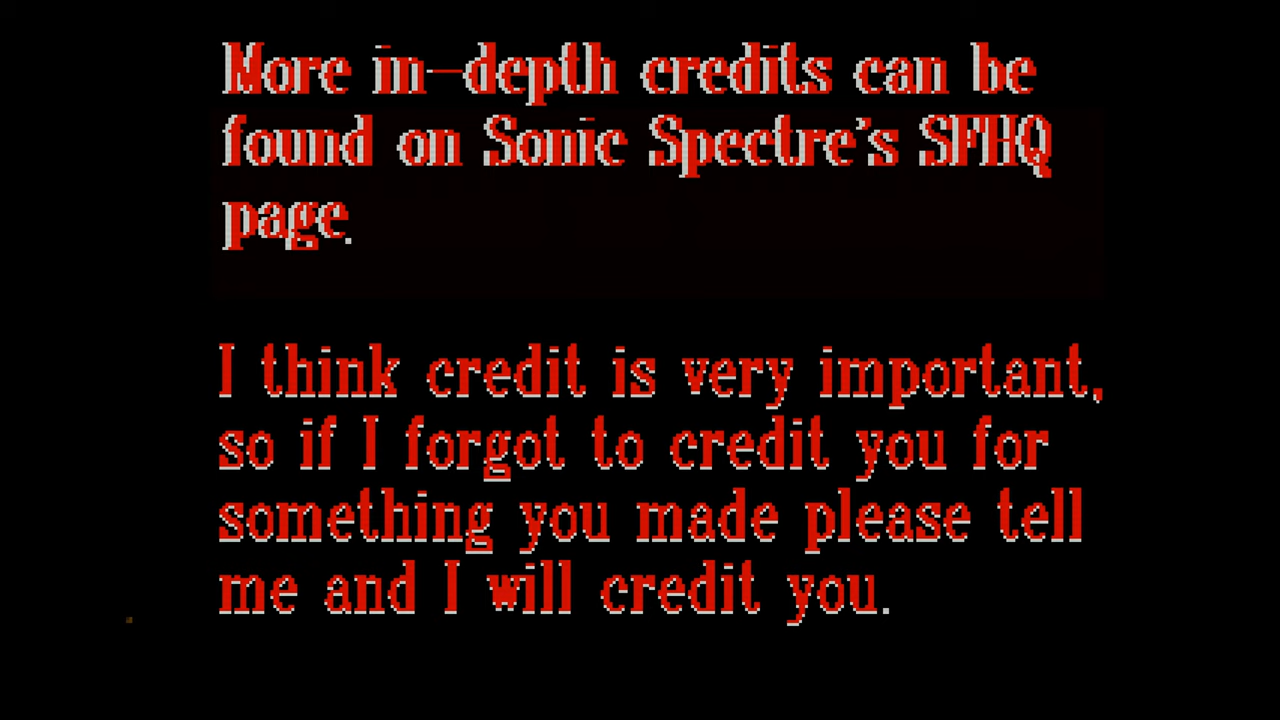 More in-depth credits can be
found on Sonic Spectre's SFHQ
page.
I think credit is very important,
so if I forgot to credit you for
something you made please tell
me and I will credit you.